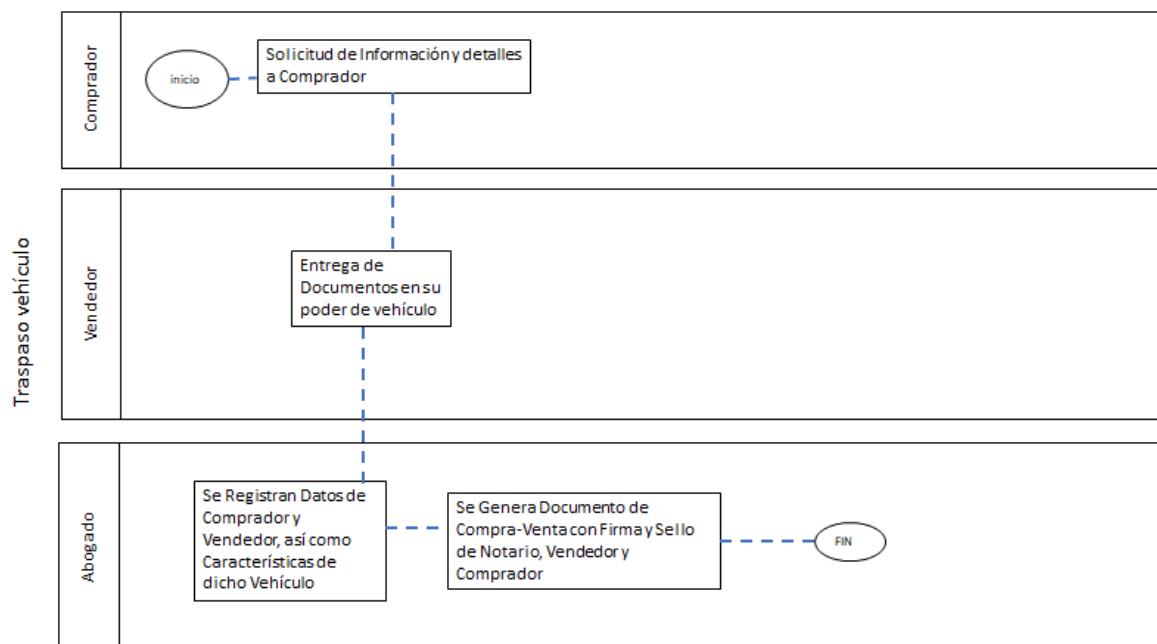 Traspaso vehículo
Comprador
inicio
Solicitud de Información y detalles
a Comprador
Vendedor
Entrega de
Documentos en su
poder de vehículo
Abogado
Se Registran Datos de
Comprador y
Vendedor, así como
Características de
dicho Vehículo
Se Genera Documento de
Compra-Venta con Firma y Sello
de Notario, Vendedor y
Comprador
FIN